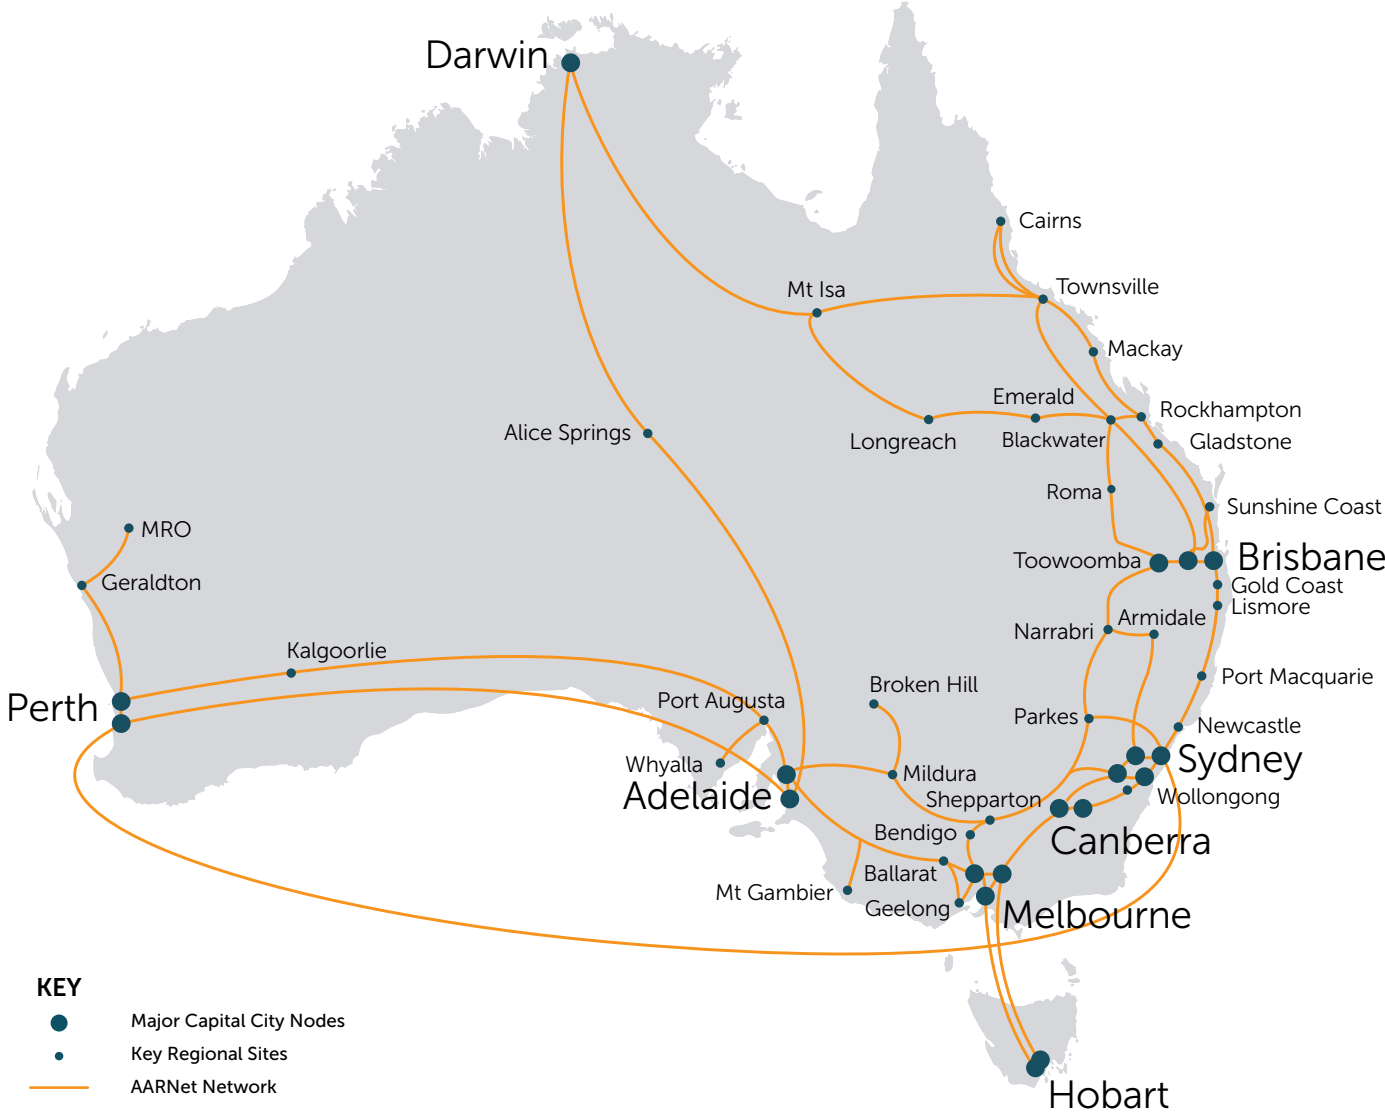 Darwin
Cairns
Mt Isa
Townsville
Mackay
Emerald
Rockhampton
Alice Springs
Longreach
Blackwater
Gladstone
Roma
Sunshine Coast
MRO
Toowoomba
Brisbane
Geraldton
Gold Coast
Lismore
Narrabri
Armidale
Kalgoorlie
Port Macquarie
Broken Hill
Port Augusta
Perth
Parkes
Newcastle
Whyalla
Mildura
Sydney
Adelaide
Shepparton
Wollongong
Bendigo
Canberra
Ballarat
Mt Gambier
Geelong
Melbourne
KEY
Major Capital City Nodes
Key Regional Sites
AARNet Network
Hobart